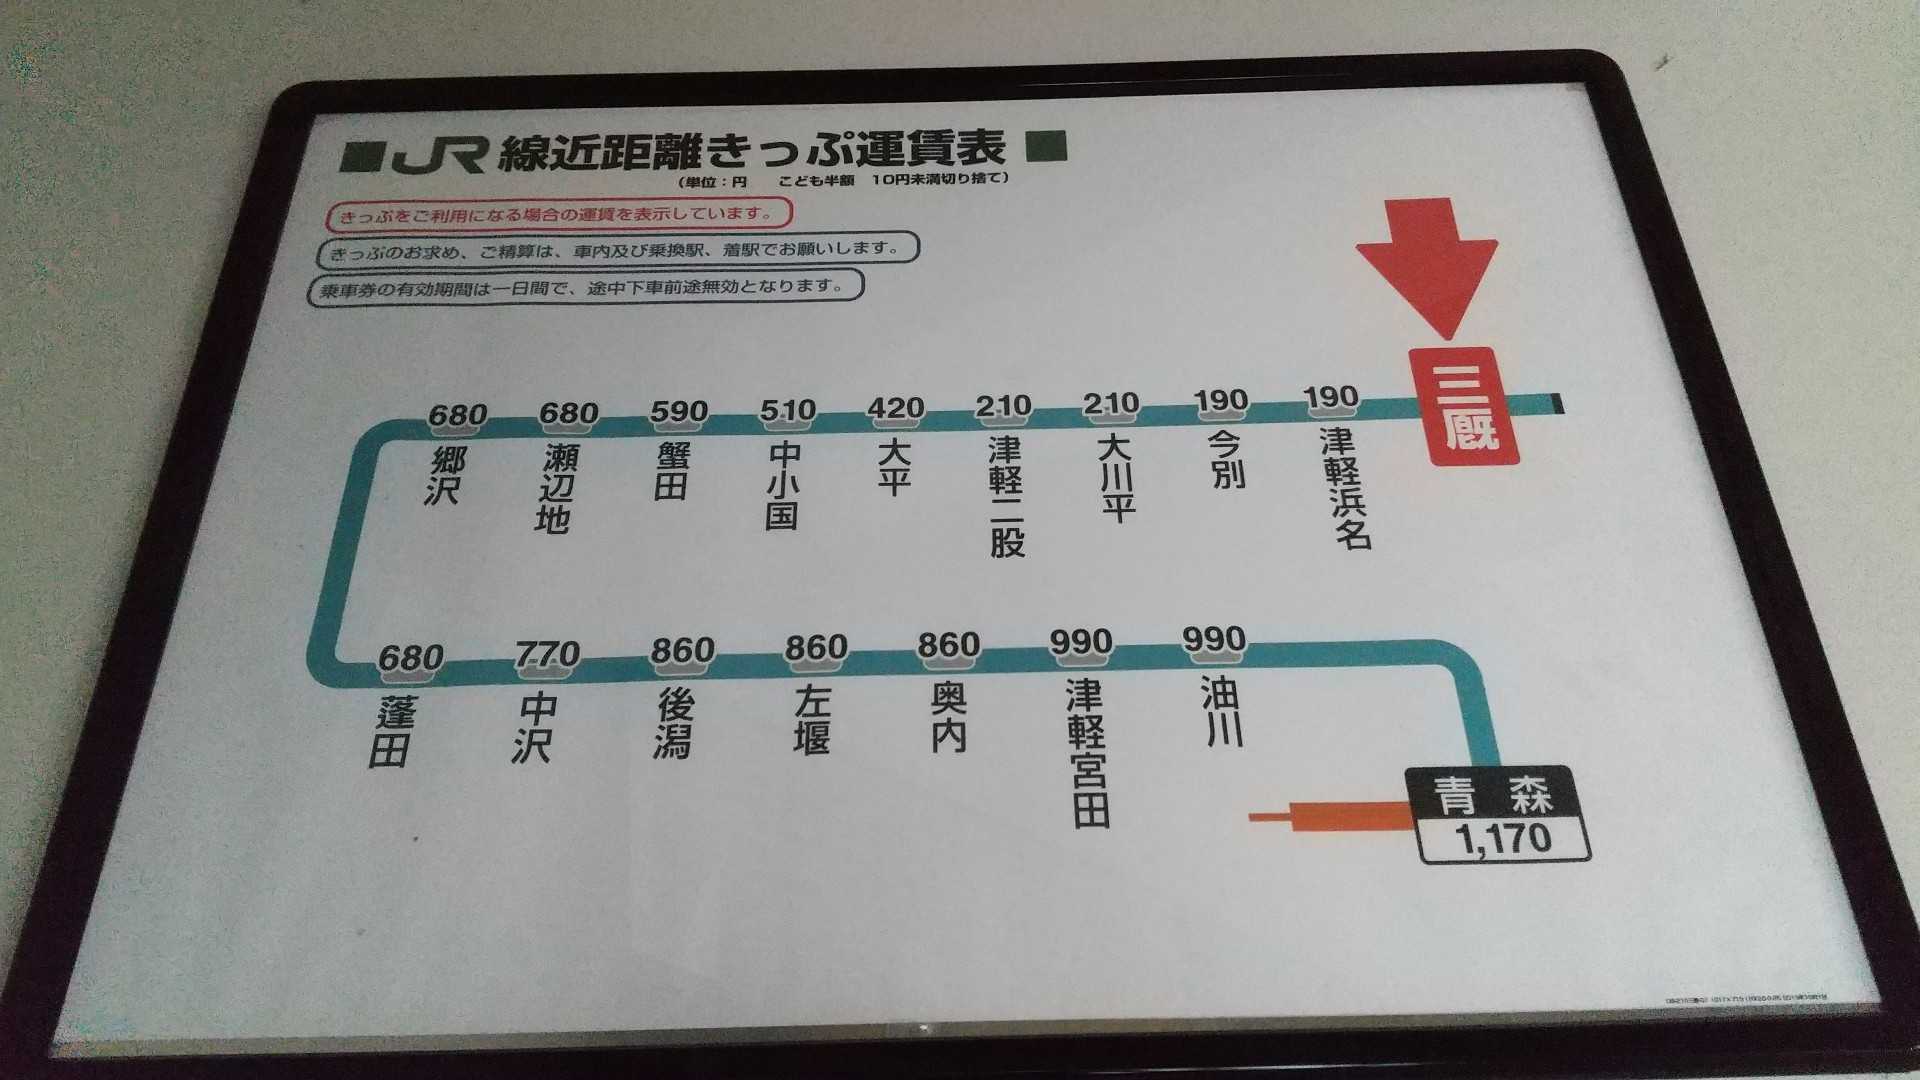 ■JR線近距離きっぷ運賃表■
(単位:円 こども半額 10円未満切り捨て)
きっぷをご利用になる場合の運賃を表示しています。
きっぷのお求め、ご精算は、車内及び乗換駅、着駅でお願いします。
乗車券の有効期間は一日間で、途中下車前途無効となります。
680 680 590 510 420 210 210 190 190 三厩
郷沢 瀬辺地 蟹田 中小国 大平 津軽二股 大川平 今別 津軽浜名
680 770 860 860 860 990 990
蓬田 中沢 後潟 左堰 奥内 津軽宮田 油川
青森
1,170